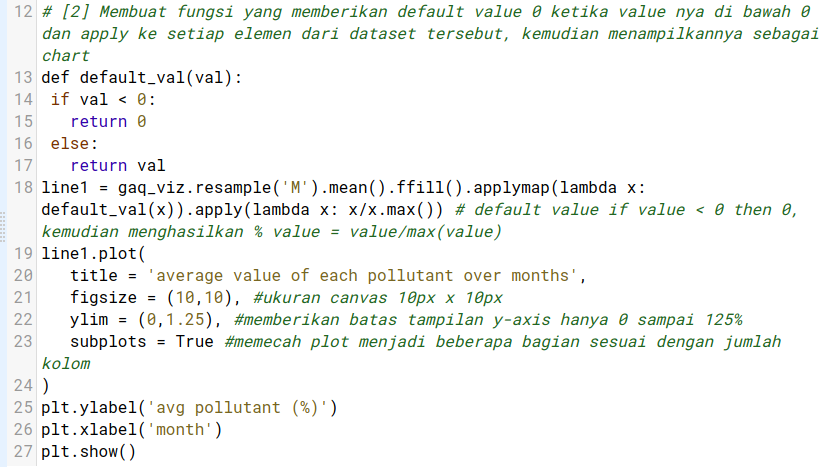 12 # [2] Membuat fungsi yang memberikan default value 0 ketika value nya di bawah 0
dan apply ke setiap elemen dari dataset tersebut, kemudian menampilkannya sebagai
chart
13 def default_val(val):
14  if val < 0:
15    return 0
16  else:
17    return val
18 line1 = gaq_viz.resample('M').mean().ffill().applymap(lambda x:
default_val(x)).apply(lambda x: x/x.max()) # default value if value < 0 then 0,
kemudian menghasilkan % value = value/max(value)
19 line1.plot(
20    title = 'average value of each pollutant over months',
21    figsize = (10,10), #ukuran canvas 10px x 10px
22    ylim = (0,1.25), #memberikan batas tampilan y-axis hanya 0 sampai 125%
23    subplots = True #memecah plot menjadi beberapa bagian sesuai dengan jumlah
kolom
24 )
25 plt.ylabel('avg pollutant (%)')
26 plt.xlabel('month')
27 plt.show()